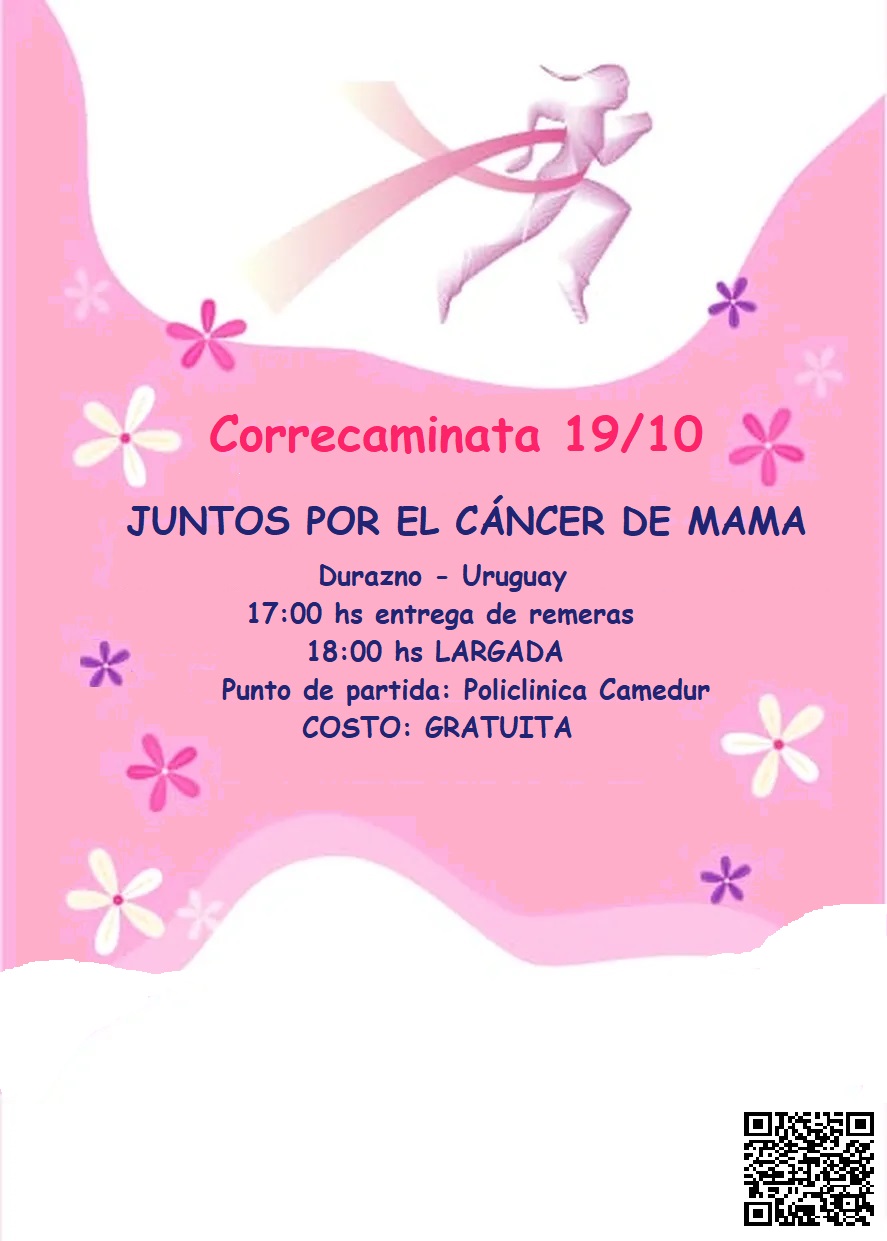 Correcaminata 19/10
JUNTOS POR EL CÁNCER DE MAMA
Durazno - Uruguay
17:00 hs entrega de remeras
18:00 hs LARGADA
Punto de partida: Policlinica Camedur
COSTO: GRATUITA